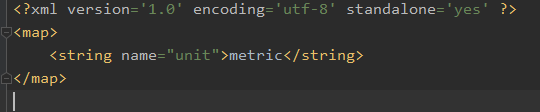 <?xml version='1.0' encoding='utf-8' standalone='yes' ?>
<map>
    <string name="unit">metric</string>
</map>